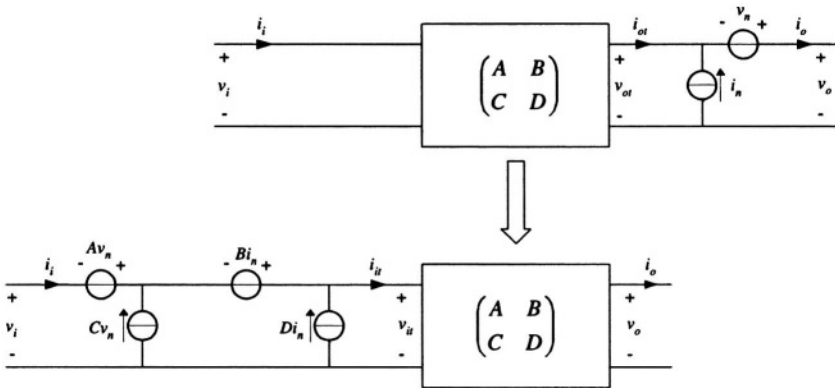 i_i
i_ot
- v_n +
i_o
+ v_i -
(A B
C D)
+ v_ot -
i_n
+ v_o -
i_i
- Av_n +
- Bi_n +
i_it
i_o
+ v_i -
Cv_n
Di_n
+ v_it -
(A B
C D)
+ v_o -